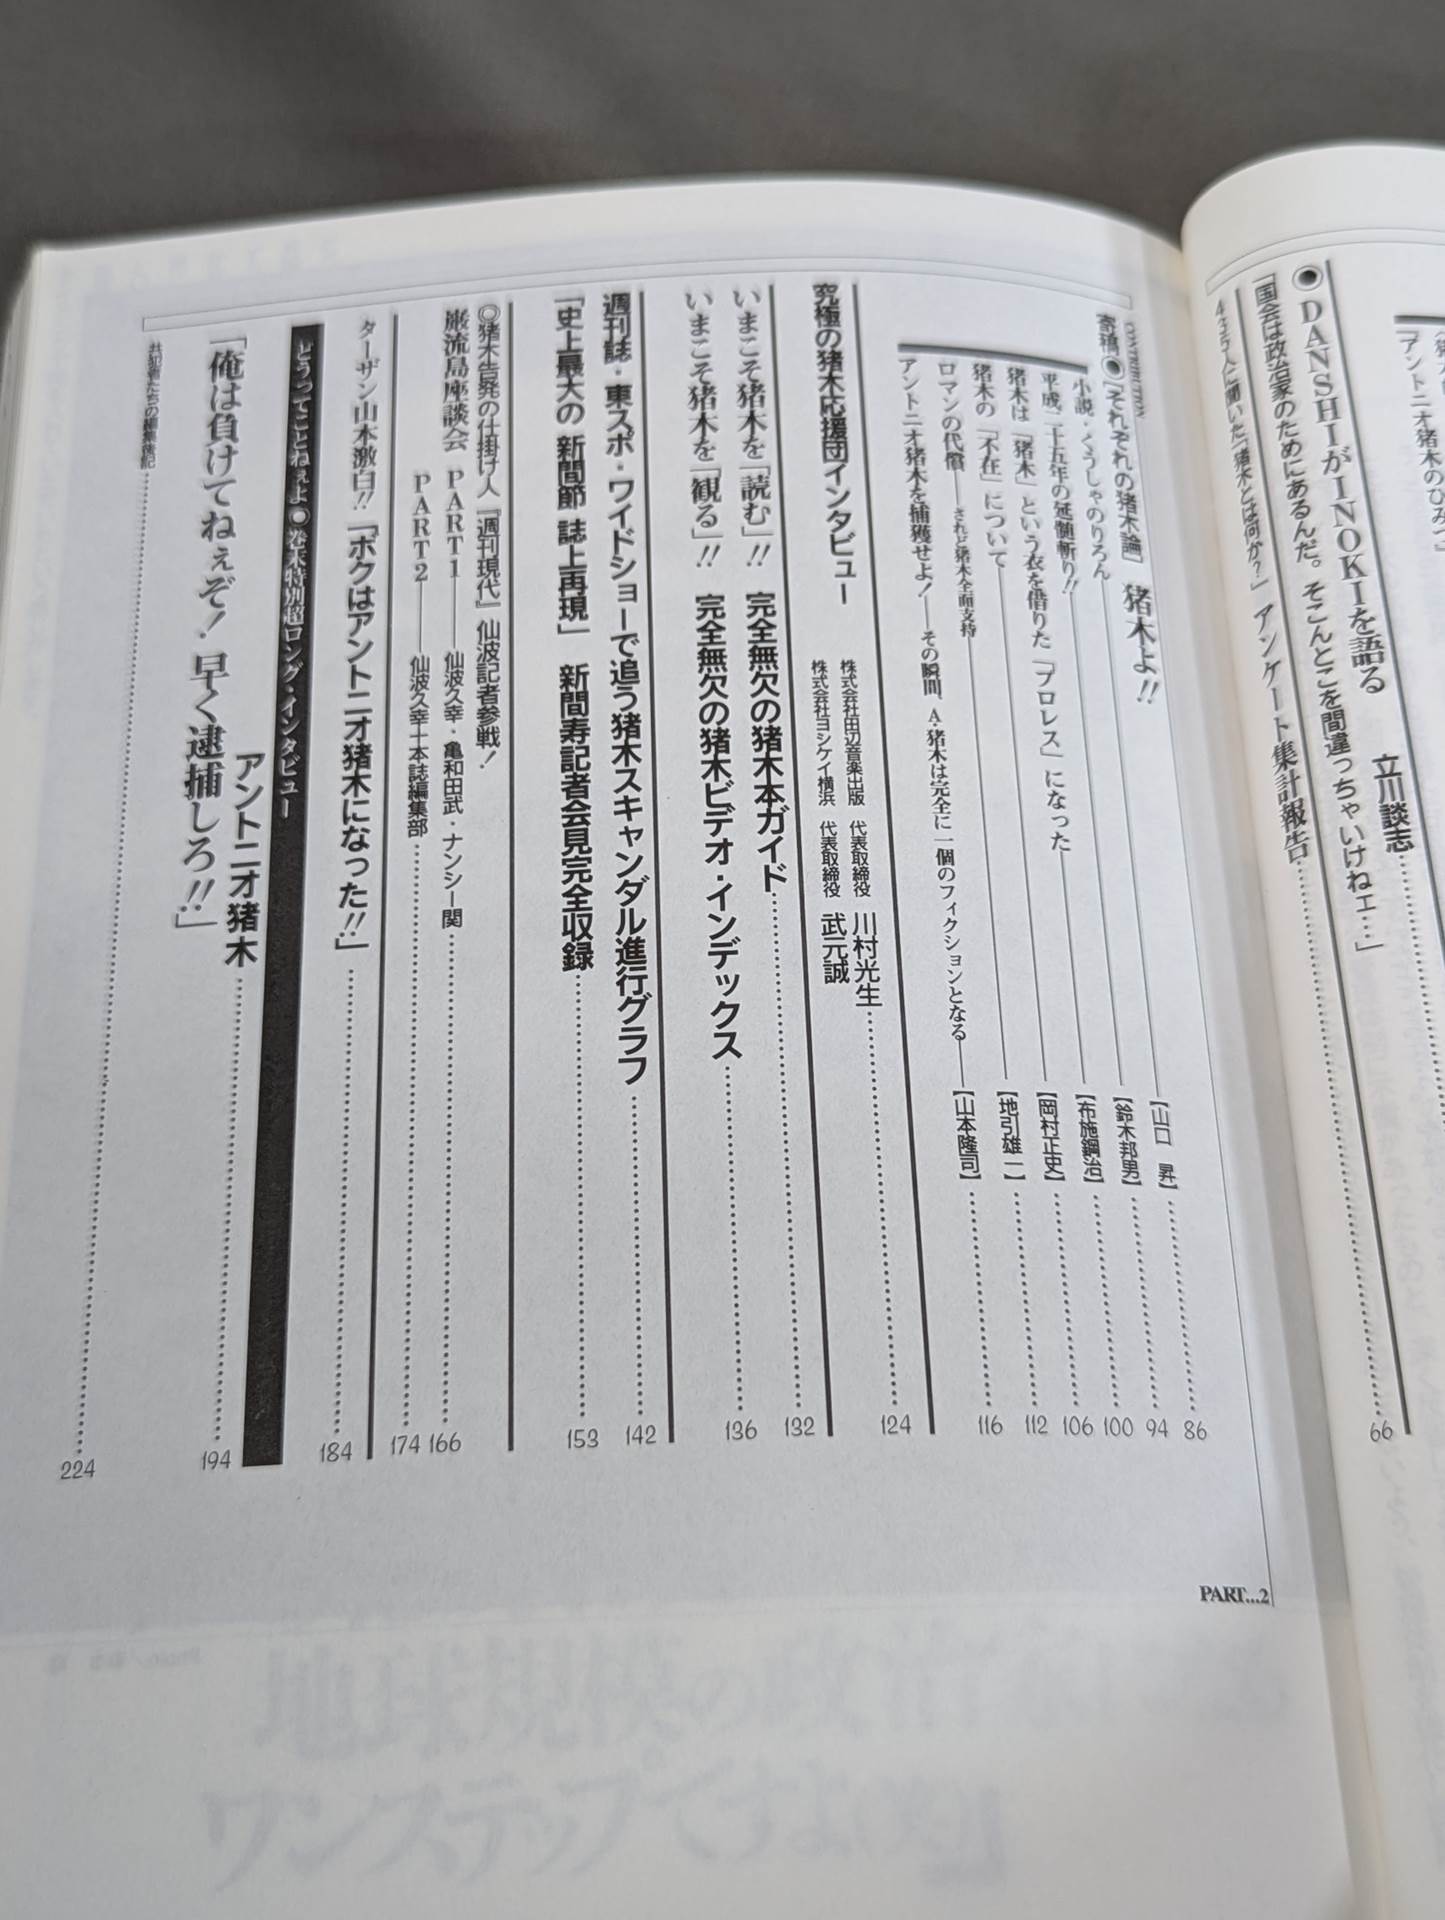 「アントニオ猪木のひみつ」
◉DANSHIがINOKIを語る 立川談志……66
「国会は政治家のためにあるんだ。そこんとこを間違っちゃいけねェ…」
アンケート集計報告
CONTRIBUTION
寄稿◉「それぞれの猪木論」 猪木よ!!――【山口 昇】……86
小説・くうしゃのりろん――【鈴木邦男】……94
平成二十五年の延髄斬り!!――【布施鋼治】……100
猪木は「猪木」という衣を借りた「プロレス」になった――【岡村正史】……106
猪木の「不在」について――【地引雄一】……112
ロマンの代償――されど猪木全面支持
アントニオ猪木を捕獲せよ!――その瞬間、A・猪木は完全に一個のフィクションとなる――【山本隆司】……116
究極の猪木応援団インタビュー
株式会社田辺音楽出版 代表取締役 川村光生……124
株式会社ヨシケイ横浜 代表取締役 武元誠
いまこそ猪木を「読む」!! 完全無欠の猪木本ガイド……132
いまこそ猪木を「観る」!! 完全無欠の猪木ビデオ・インデックス……136
週刊誌・東スポ・ワイドショーで追う猪木スキャンダル進行グラフ……142
「史上最大の 新間節 誌上再現」 新間寿記者会見完全収録……153
◎猪木告発の仕掛け人『週刊現代』仙波記者参戦!
巌流島座談会 PART1――仙波久幸・亀和田武・ナンシー関……166
PART2――仙波久幸+本誌編集部……174
ターザン山本激白!!「ボクはアントニオ猪木になった!!」……184
どうってことねぇよ◉巻末特別超ロング・インタビュー
アントニオ猪木……194
「俺は負けてねぇぞ!早く逮捕しろ!!」
共犯者たちの編集後記……224
PART…2